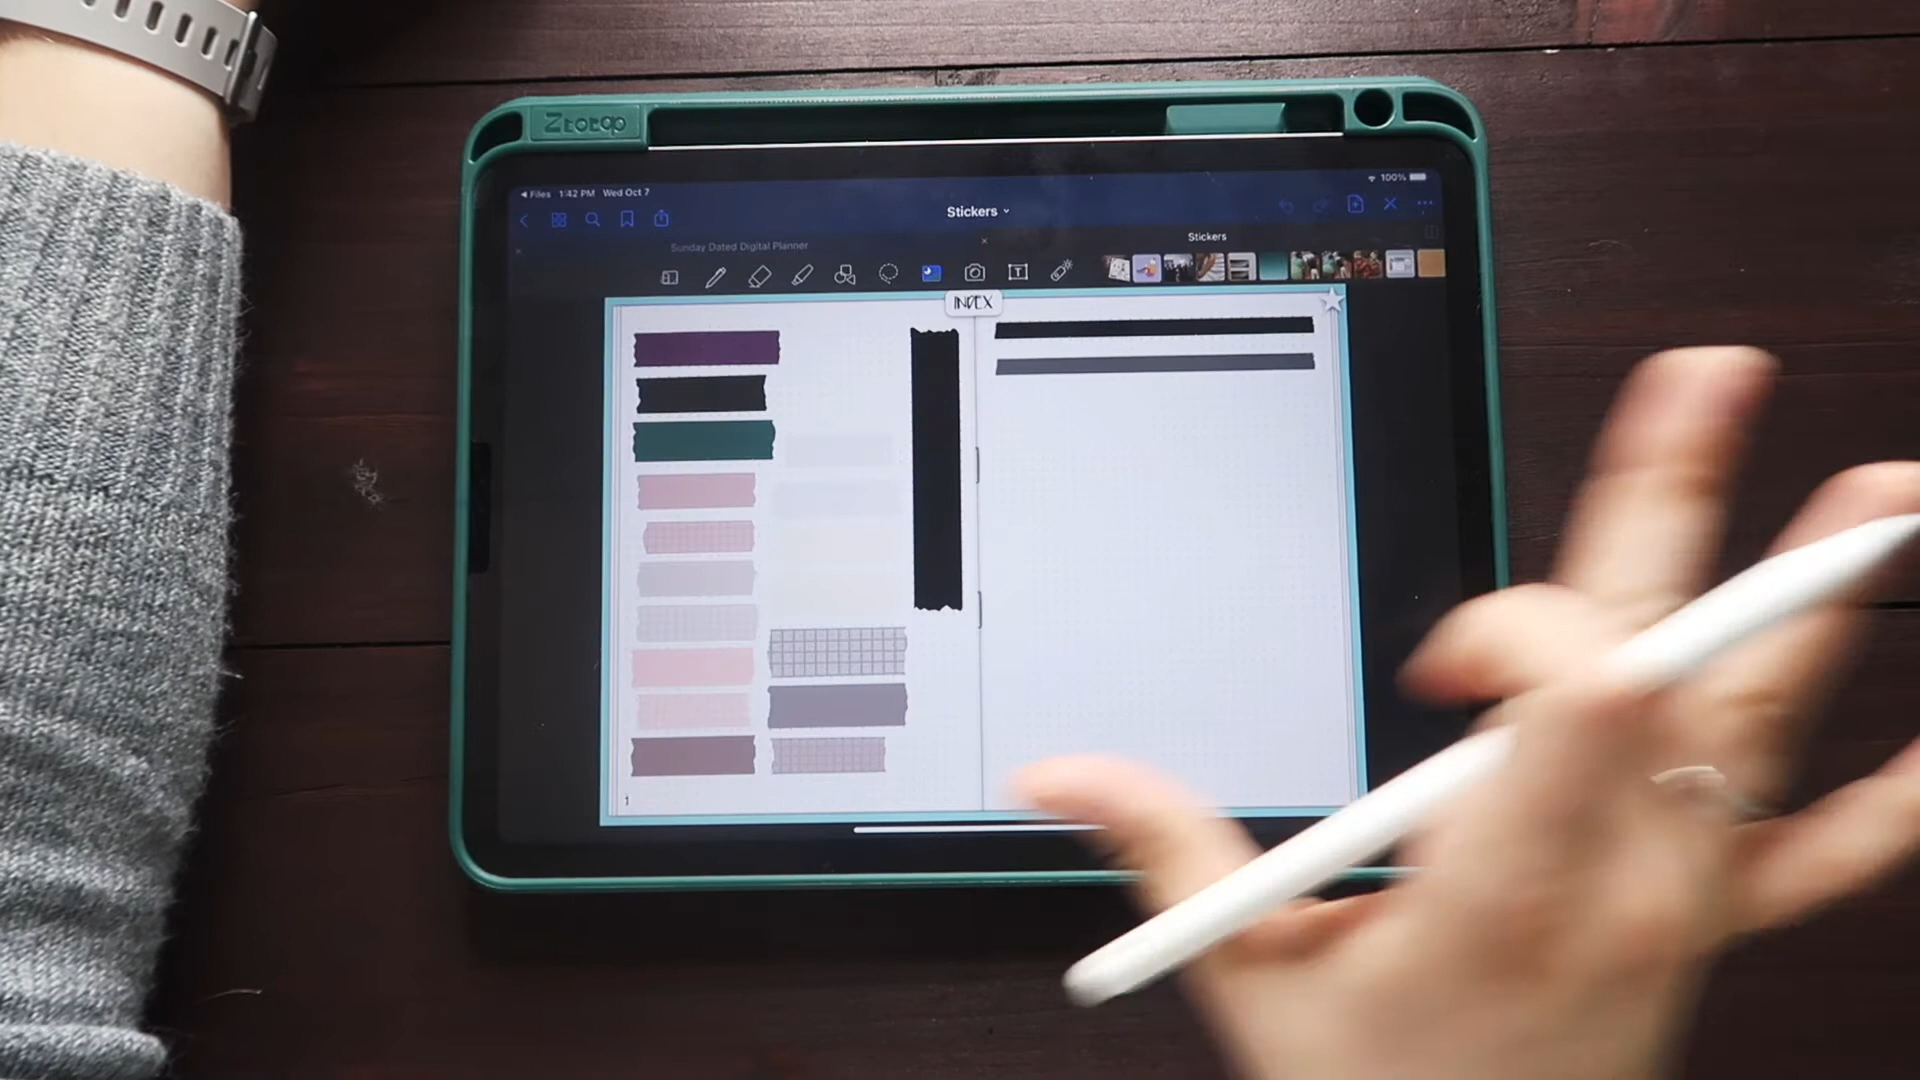 Ztotop
Files 1:42 PM Wed Oct 7
100%
Stickers
Sunday Dated Digital Planner
Stickers
T
INDEX
1